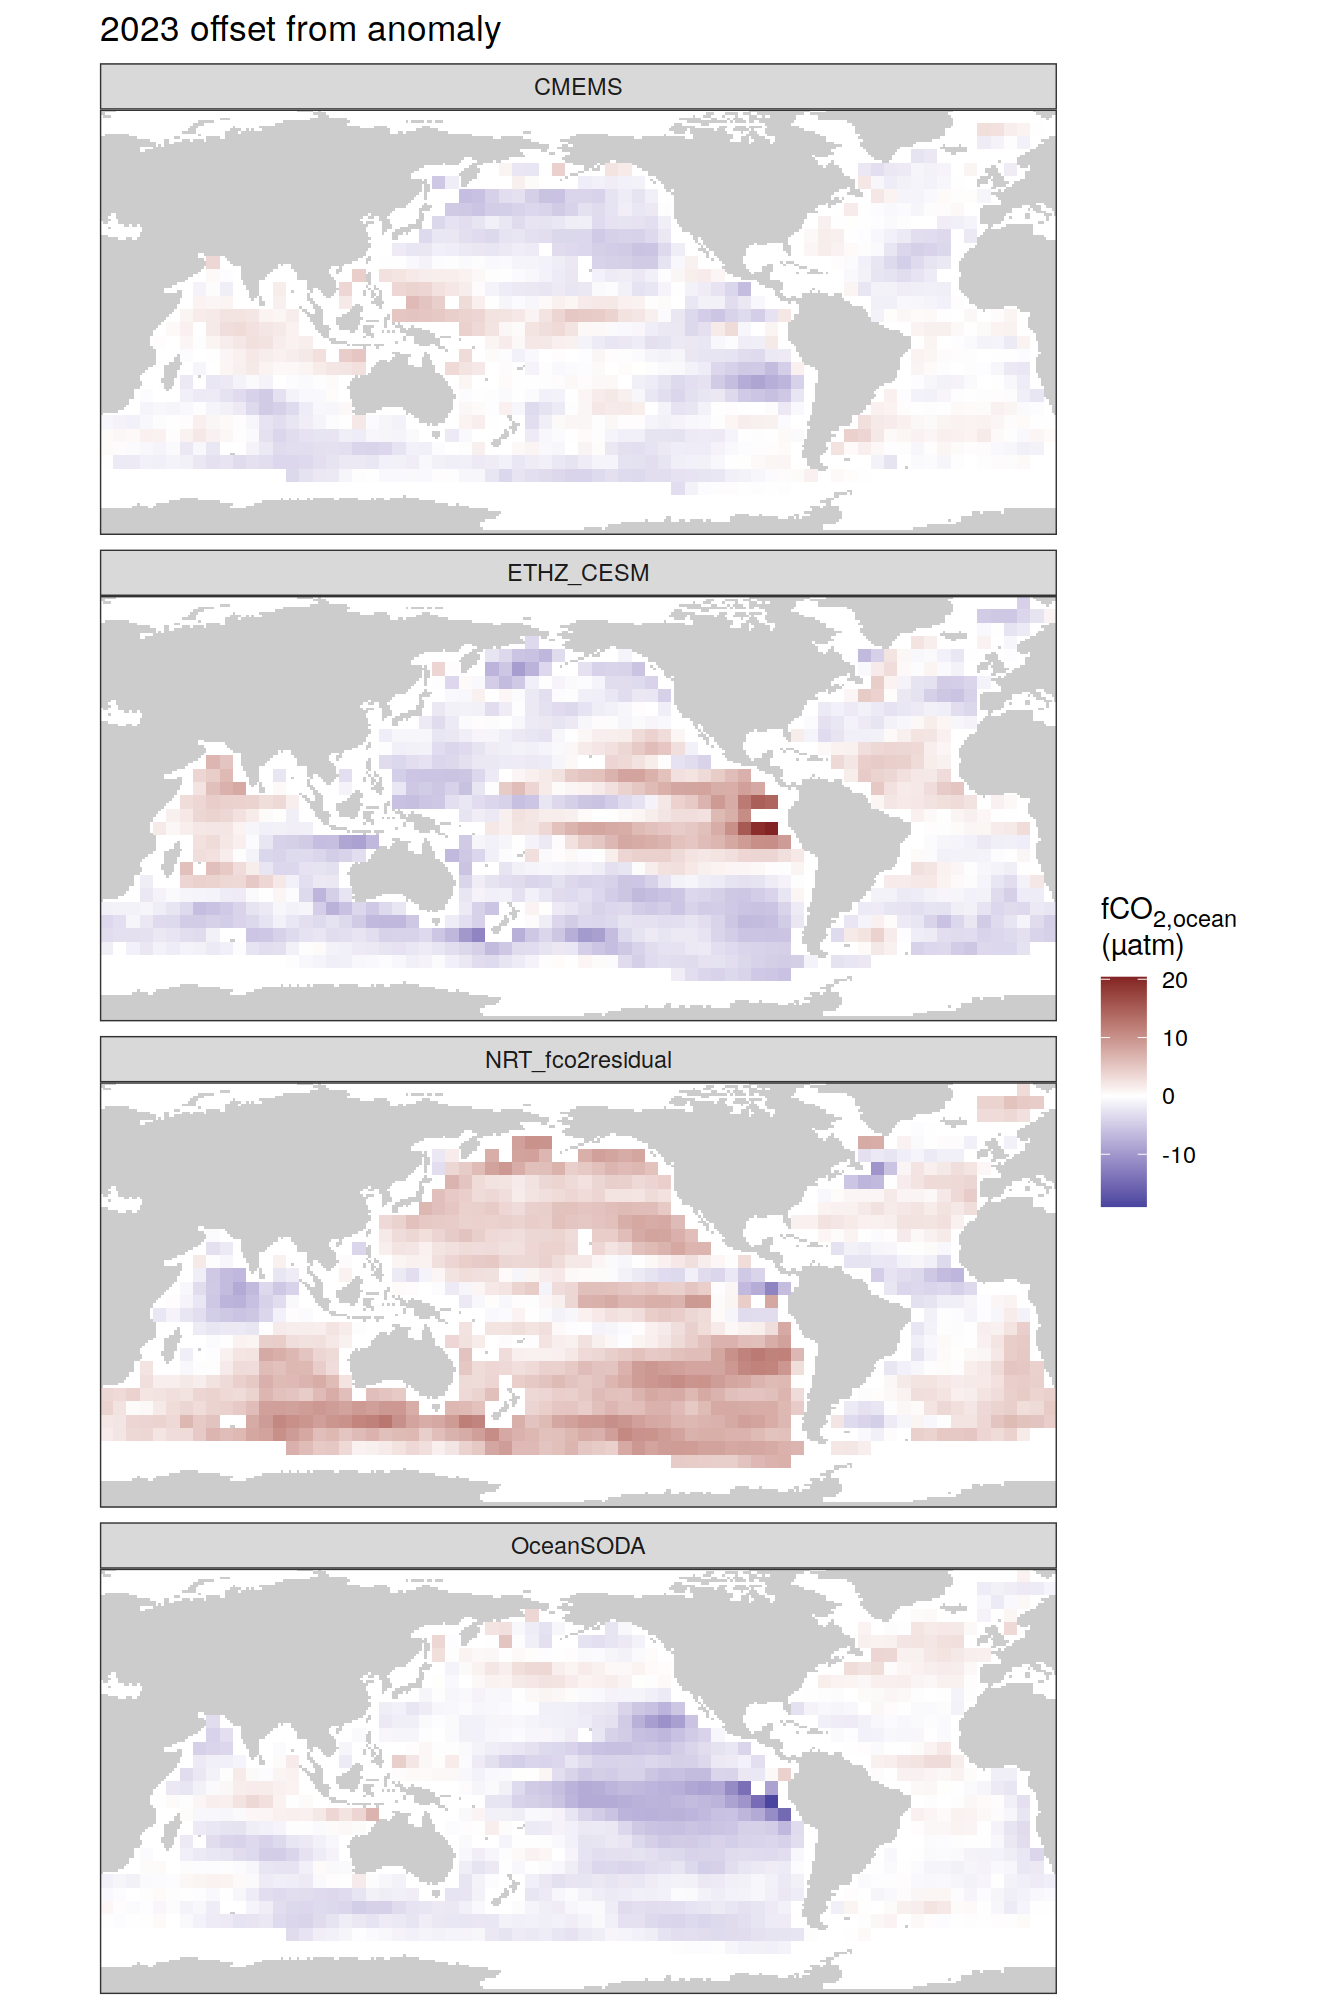 2023 offset from anomaly
CMEMS
ETHZ_CESM
fCO2,ocean
(µatm)
20
10
0
-10
NRT_fco2residual
OceanSODA